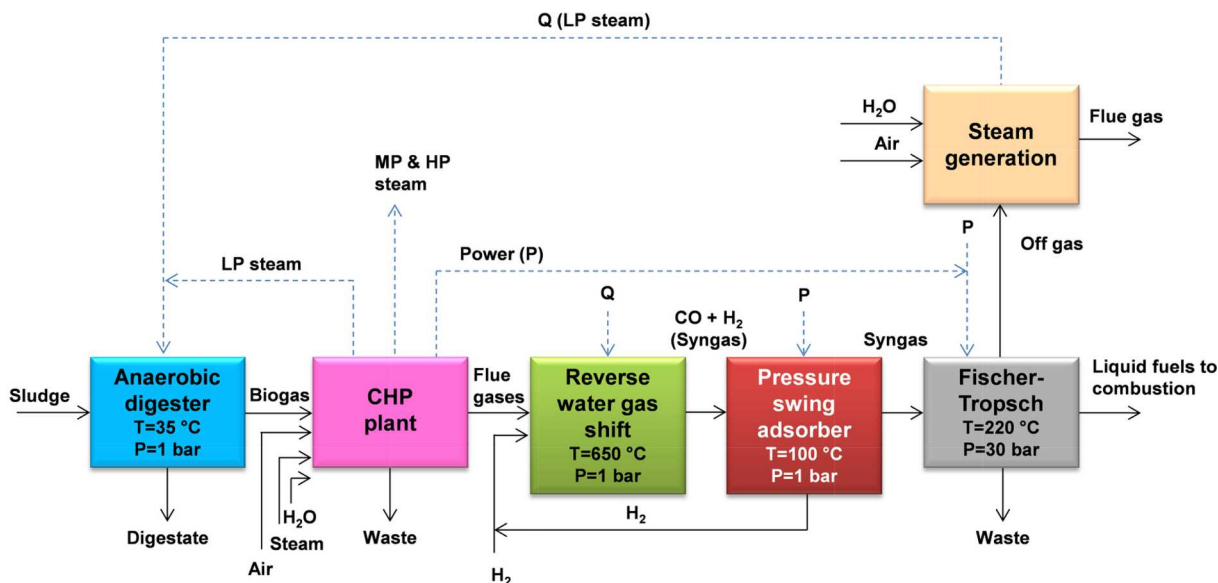 Q (LP steam)
H₂O
Air
Steam
generation
Flue gas
MP & HP
steam
P
Off gas
Power (P)
LP steam
Q
P
CO + H₂
(Syngas)
Syngas
Sludge
Anaerobic
digester
T=35 °C
P=1 bar
Biogas
CHP
plant
Flue
gases
Reverse
water gas
shift
T=650 °C
P=1 bar
Pressure
swing
adsorber
T=100 °C
P=1 bar
Fischer-
Tropsch
T=220 °C
P=30 bar
Liquid fuels to
combustion
H₂
H₂O
Steam
Air
Digestate
Waste
H₂
Waste